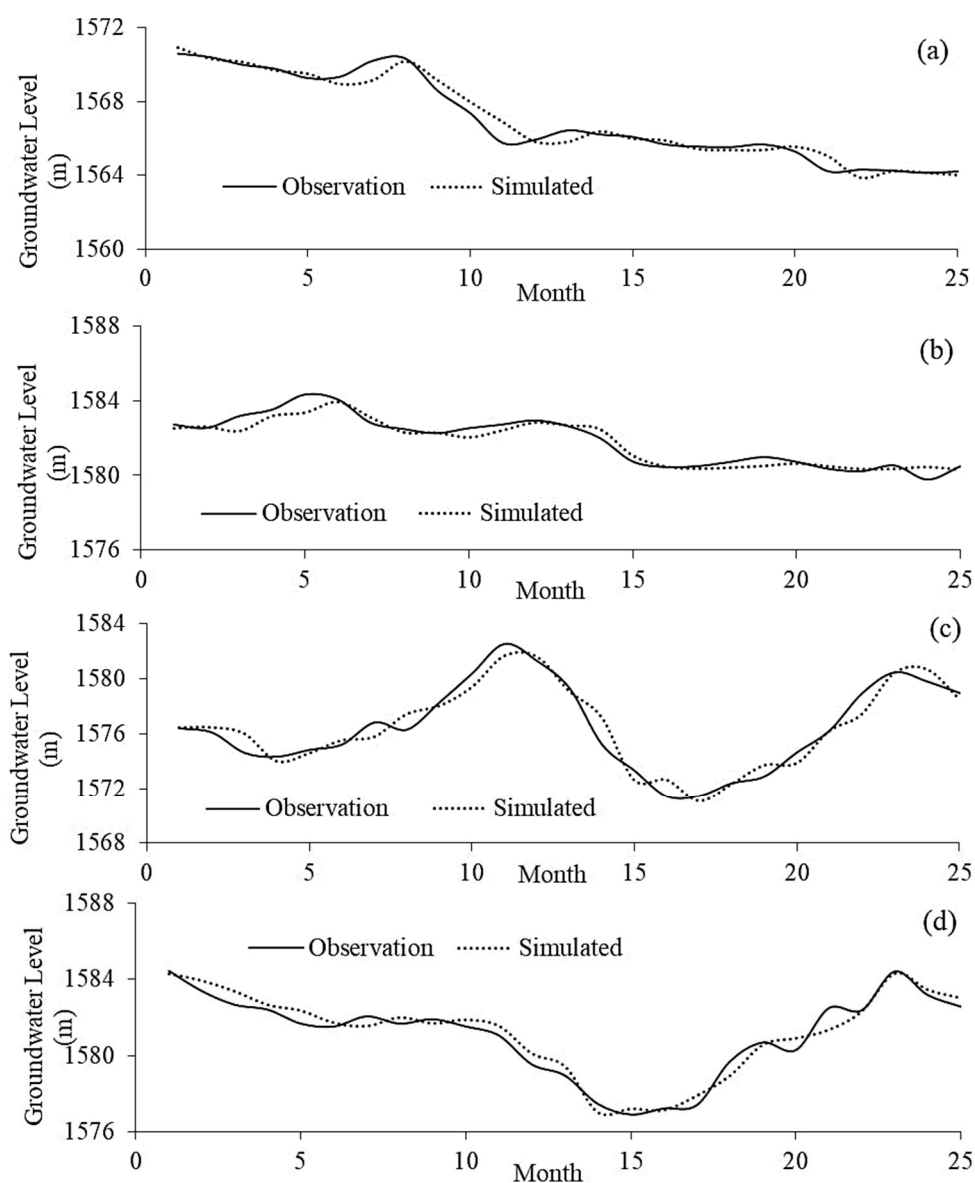 1572
(a)
1568
1564
Observation Simulated
1560
0 5 10 15 20 25
Month
Groundwater Level
(m)
1588
(b)
1584
1580
Observation Simulated
1576
0 5 10 15 20 25
Month
Groundwater Level
(m)
1584
(c)
1580
1576
1572
Observation Simulated
1568
0 5 10 15 20 25
Month
Groundwater Level
(m)
1588
(d)
Observation Simulated
1584
1580
1576
0 5 10 15 20 25
Month
Groundwater Level
(m)